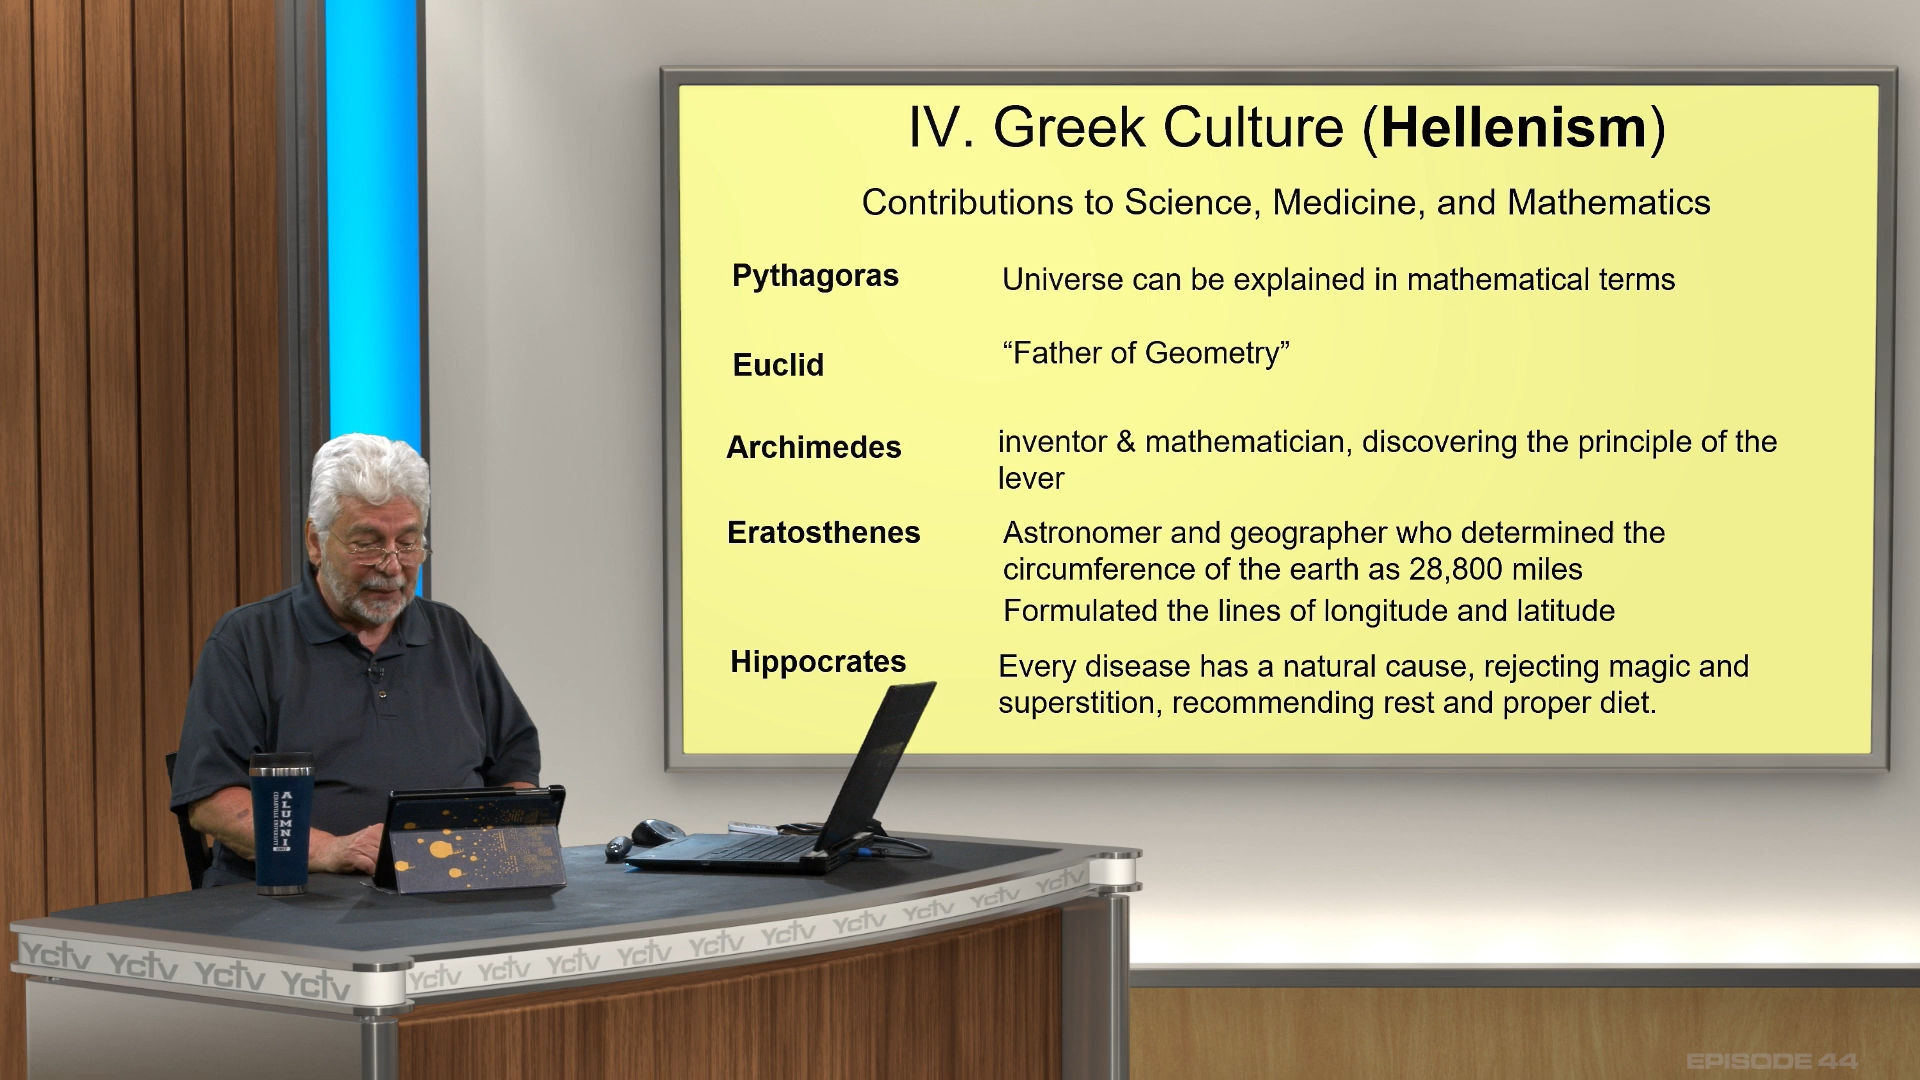 IV. Greek Culture (Hellenism)
Contributions to Science, Medicine, and Mathematics
Pythagoras
Universe can be explained in mathematical terms
Euclid
“Father of Geometry”
Archimedes
inventor & mathematician, discovering the principle of the
lever
Eratosthenes
Astronomer and geographer who determined the
circumference of the earth as 28,800 miles
Formulated the lines of longitude and latitude
Hippocrates
Every disease has a natural cause, rejecting magic and
superstition, recommending rest and proper diet.
ALUMNI
CEDARVILLE UNIVERSITY
Yctv Yctv Yctv Yctv Yctv Yctv Yctv Yctv Yctv Yctv Yctv Yctv Yctv Yctv
EPISODE 44